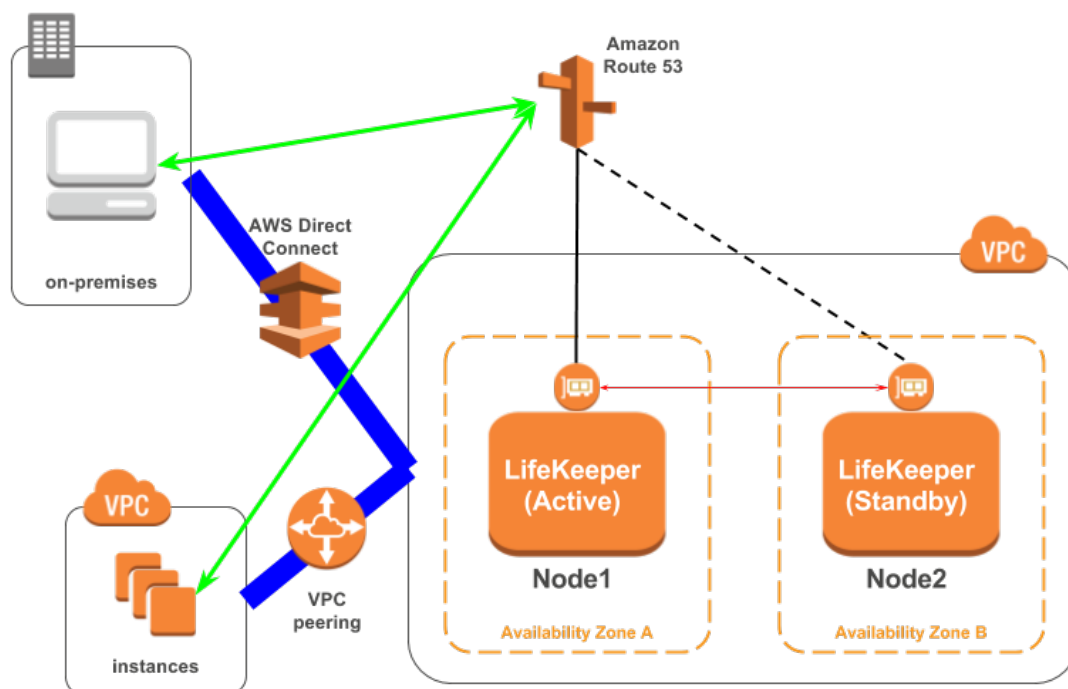 Amazon
Route 53
on-premises
AWS Direct
Connect
VPC
LifeKeeper
(Active)
Node1
Availability Zone A
LifeKeeper
(Standby)
Node2
Availability Zone B
VPC
instances
VPC
peering